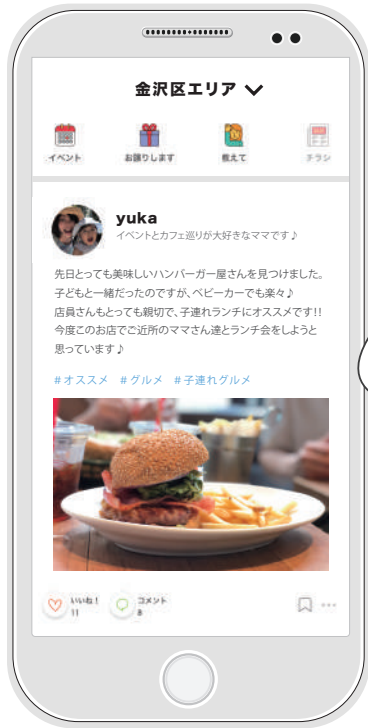 金沢区エリア
イベント
お譲りします
教えて
チラシ
yuka
イベントとカフェ巡りが大好きなママです♪
先日とっても美味しいハンバーガー屋さんを見つけました。
子どもと一緒だったのですが、ベビーカーでも楽々♪
店員さんもとっても親切で、子連れランチにオススメです!!
今度このお店でご近所のママさん達とランチ会をしようと
思っています♪
#オススメ #グルメ #子連れグルメ
いいね!
11
コメント
8